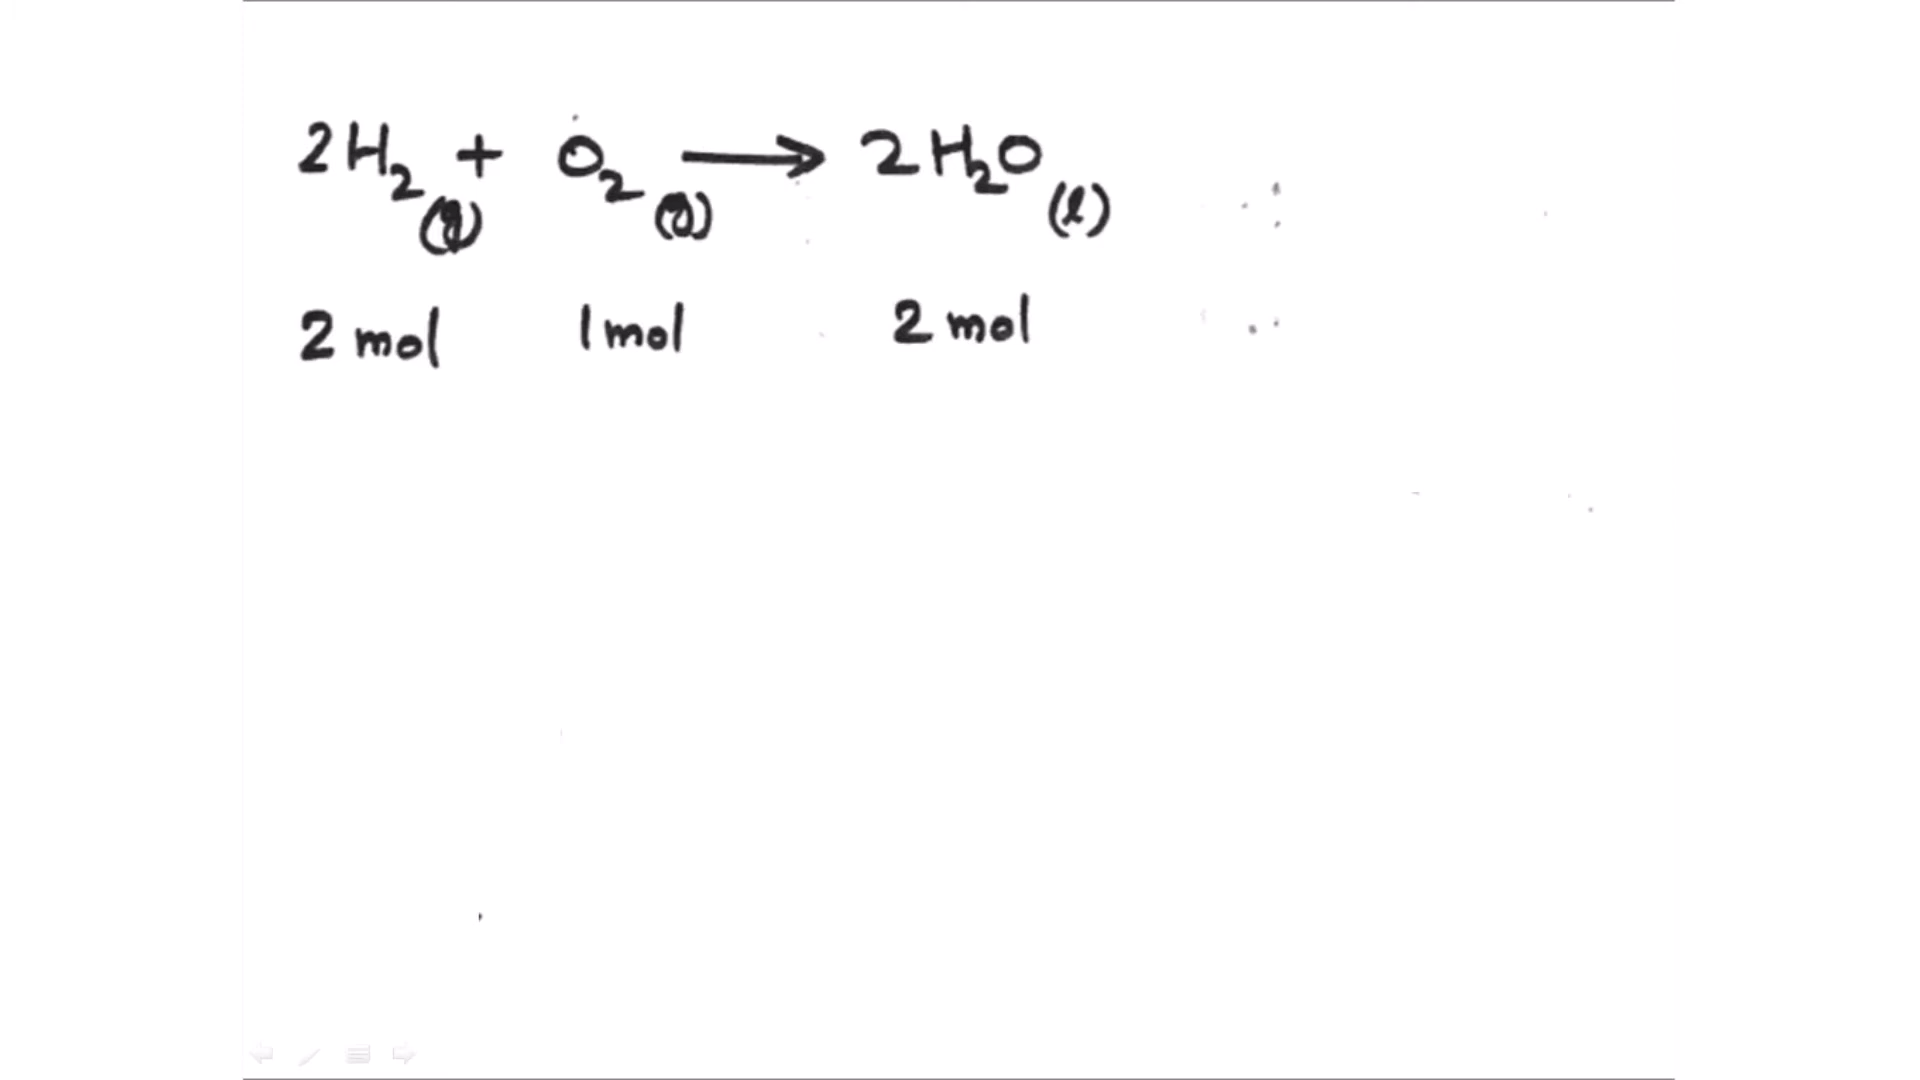 2H₂(g) + O₂(g) → 2H₂O(l)
2 mol 1 mol 2 mol